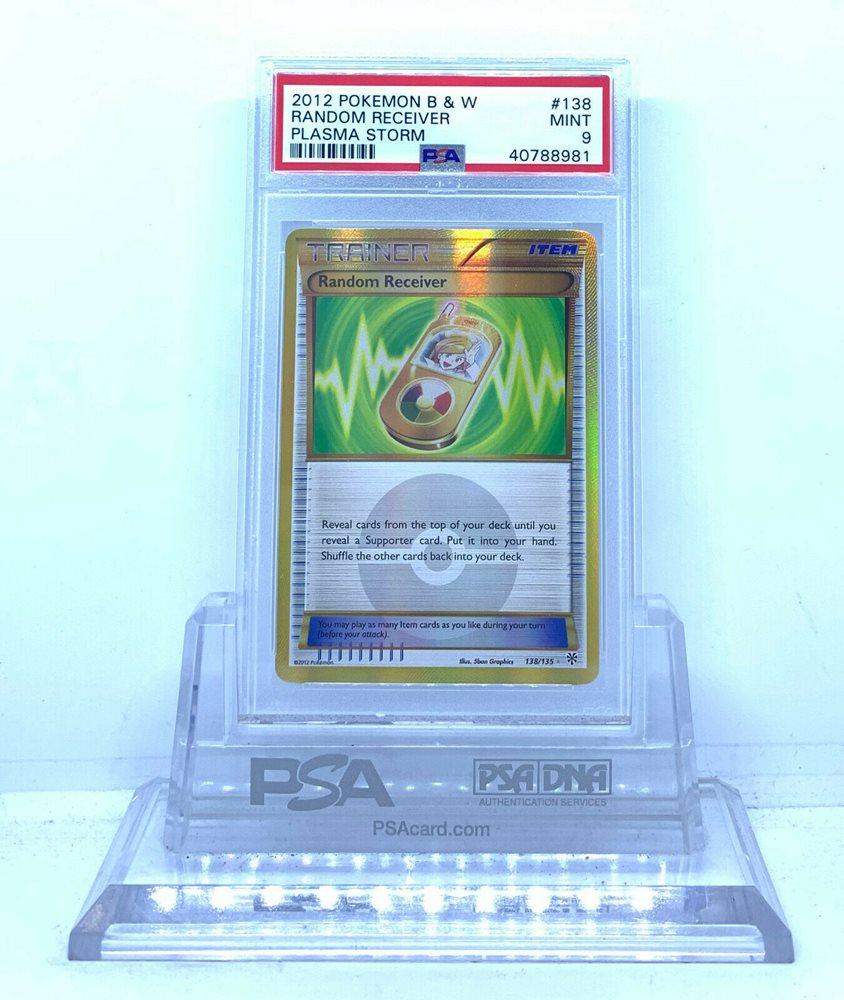 2012 POKEMON B & W #138
RANDOM RECEIVER MINT
PLASMA STORM 9
PSA 40788981
TRAINER ITEM
Random Receiver
Reveal cards from the top of your deck until you
reveal a Supporter card. Put it into your hand.
Shuffle the other cards back into your deck.
You may play as many Item cards as you like during your turn
(before your attack).
©2012 Pokémon Illus. 5ban Graphics 138/135
PSA PSA DNA
AUTHENTICATION SERVICES
PSAcard.com